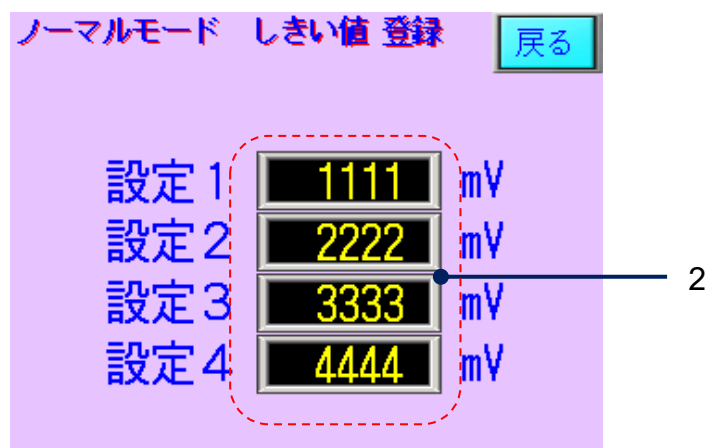 ノーマルモード しきい値 登録 戻る
設定1 1111 mV
設定2 2222 mV
2
設定3 3333 mV
設定4 4444 mV